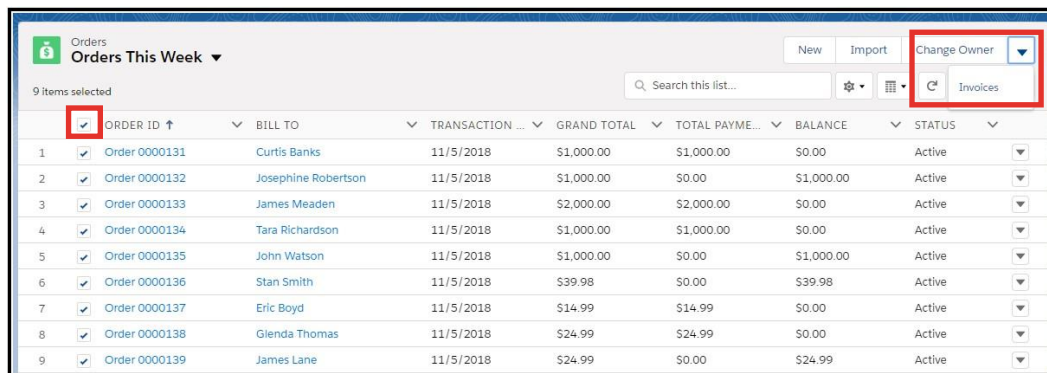 Orders
Orders This Week
New Import Change Owner
9 items selected
Search this list...
Invoices
ORDER ID BILL TO TRANSACTION ... GRAND TOTAL TOTAL PAYME... BALANCE STATUS
1 Order 0000131 Curtis Banks 11/5/2018 $1,000.00 $1,000.00 $0.00 Active
2 Order 0000132 Josephine Robertson 11/5/2018 $1,000.00 $0.00 $1,000.00 Active
3 Order 0000133 James Meaden 11/5/2018 $2,000.00 $2,000.00 $0.00 Active
4 Order 0000134 Tara Richardson 11/5/2018 $1,000.00 $1,000.00 $0.00 Active
5 Order 0000135 John Watson 11/5/2018 $1,000.00 $0.00 $1,000.00 Active
6 Order 0000136 Stan Smith 11/5/2018 $39.98 $0.00 $39.98 Active
7 Order 0000137 Eric Boyd 11/5/2018 $14.99 $14.99 $0.00 Active
8 Order 0000138 Glenda Thomas 11/5/2018 $24.99 $24.99 $0.00 Active
9 Order 0000139 James Lane 11/5/2018 $24.99 $0.00 $24.99 Active